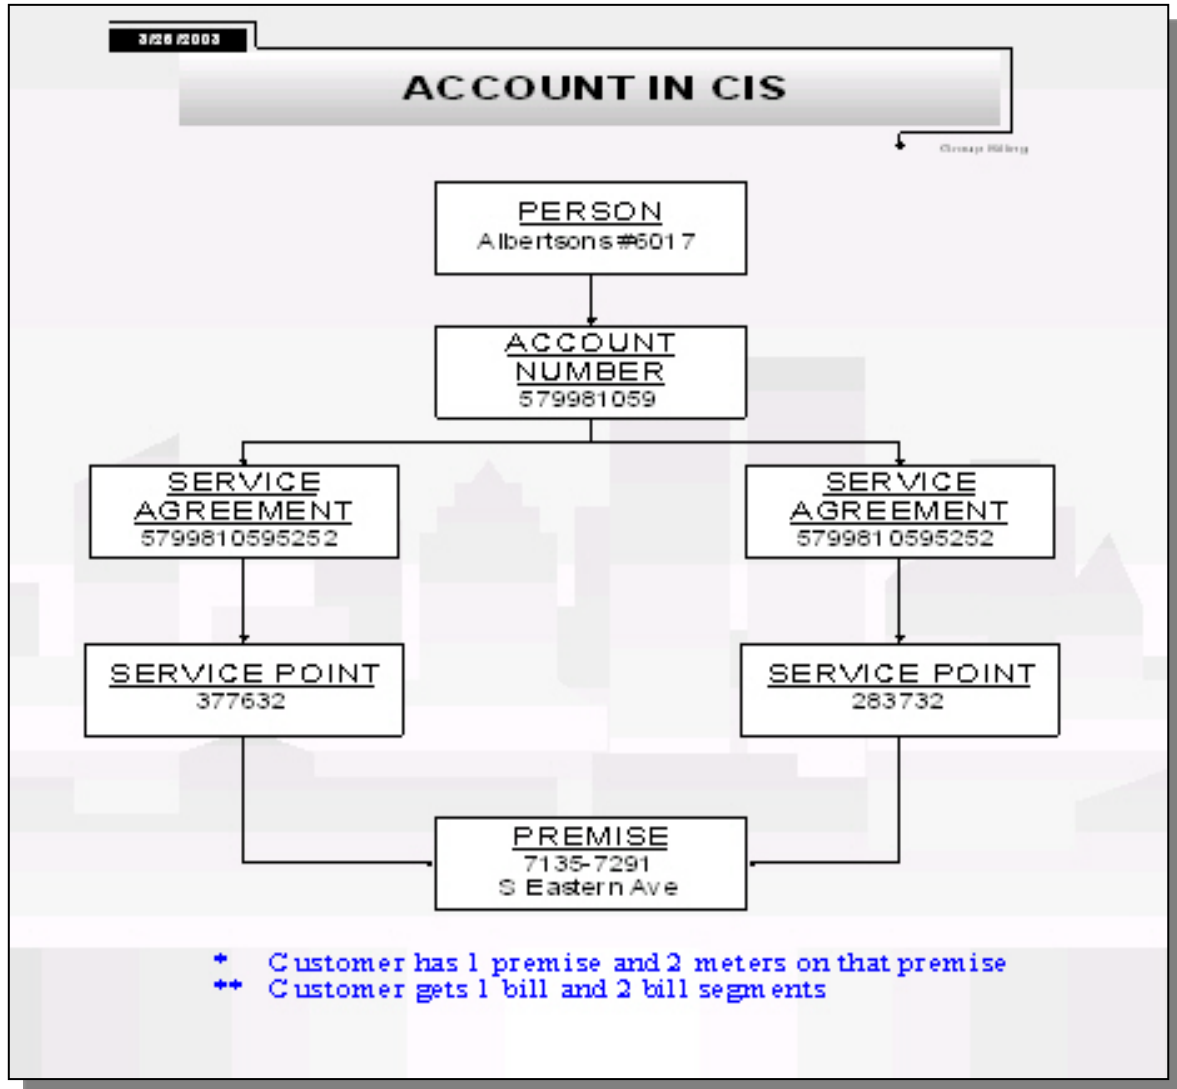 3/26/2003
ACCOUNT IN CIS
Group Billing
PERSON
Albertsons #6017
ACCOUNT
NUMBER
579981059
SERVICE
AGREEMENT
5799810595252
SERVICE
AGREEMENT
5799810595252
SERVICE POINT
377632
SERVICE POINT
283732
PREMISE
7135-7291
S Eastern Ave
* Customer has 1 premise and 2 meters on that premise
** Customer gets 1 bill and 2 bill segments